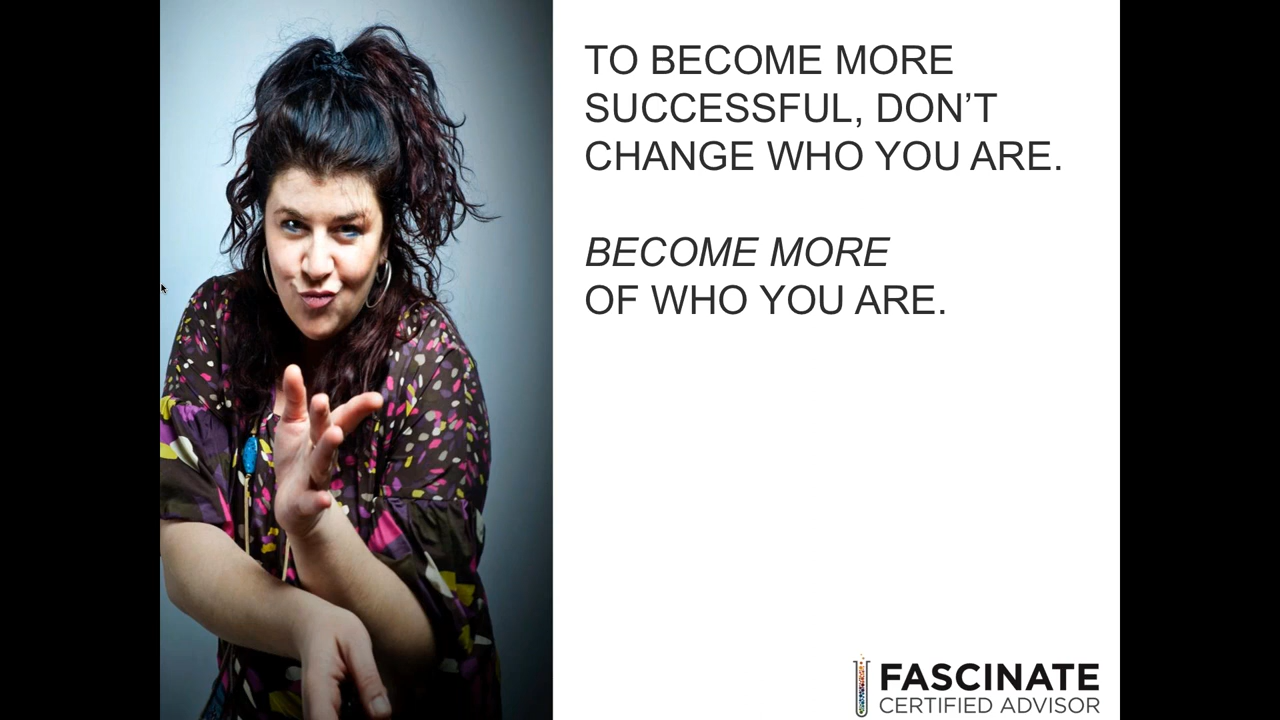 TO BECOME MORE
SUCCESSFUL, DON’T
CHANGE WHO YOU ARE.
BECOME MORE
OF WHO YOU ARE.
FASCINATE
CERTIFIED ADVISOR